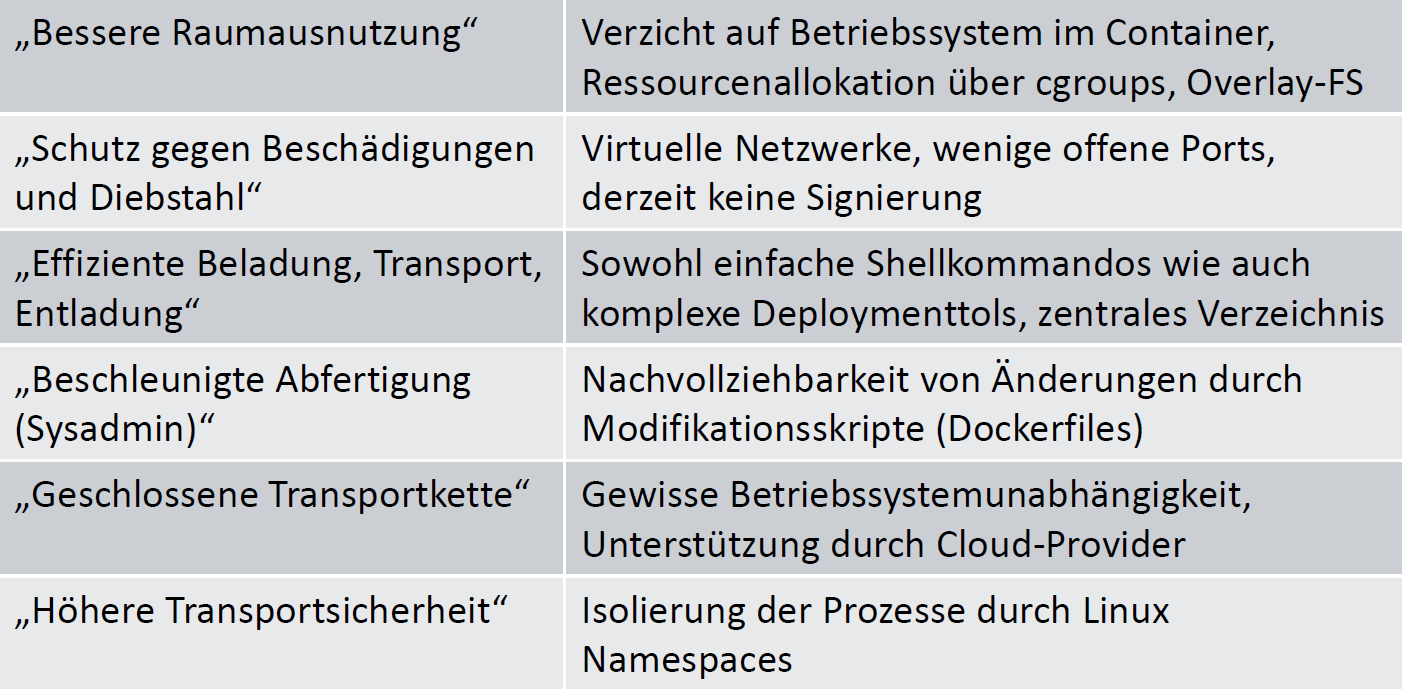 „Bessere Raumausnutzung“
Verzicht auf Betriebssystem im Container,
Ressourcenallokation über cgroups, Overlay-FS
„Schutz gegen Beschädigungen
und Diebstahl“
Virtuelle Netzwerke, wenige offene Ports,
derzeit keine Signierung
„Effiziente Beladung, Transport,
Entladung“
Sowohl einfache Shellkommandos wie auch
komplexe Deploymenttols, zentrales Verzeichnis
„Beschleunigte Abfertigung
(Sysadmin)“
Nachvollziehbarkeit von Änderungen durch
Modifikationsskripte (Dockerfiles)
„Geschlossene Transportkette“
Gewisse Betriebssystemunabhängigkeit,
Unterstützung durch Cloud-Provider
„Höhere Transportsicherheit“
Isolierung der Prozesse durch Linux
Namespaces